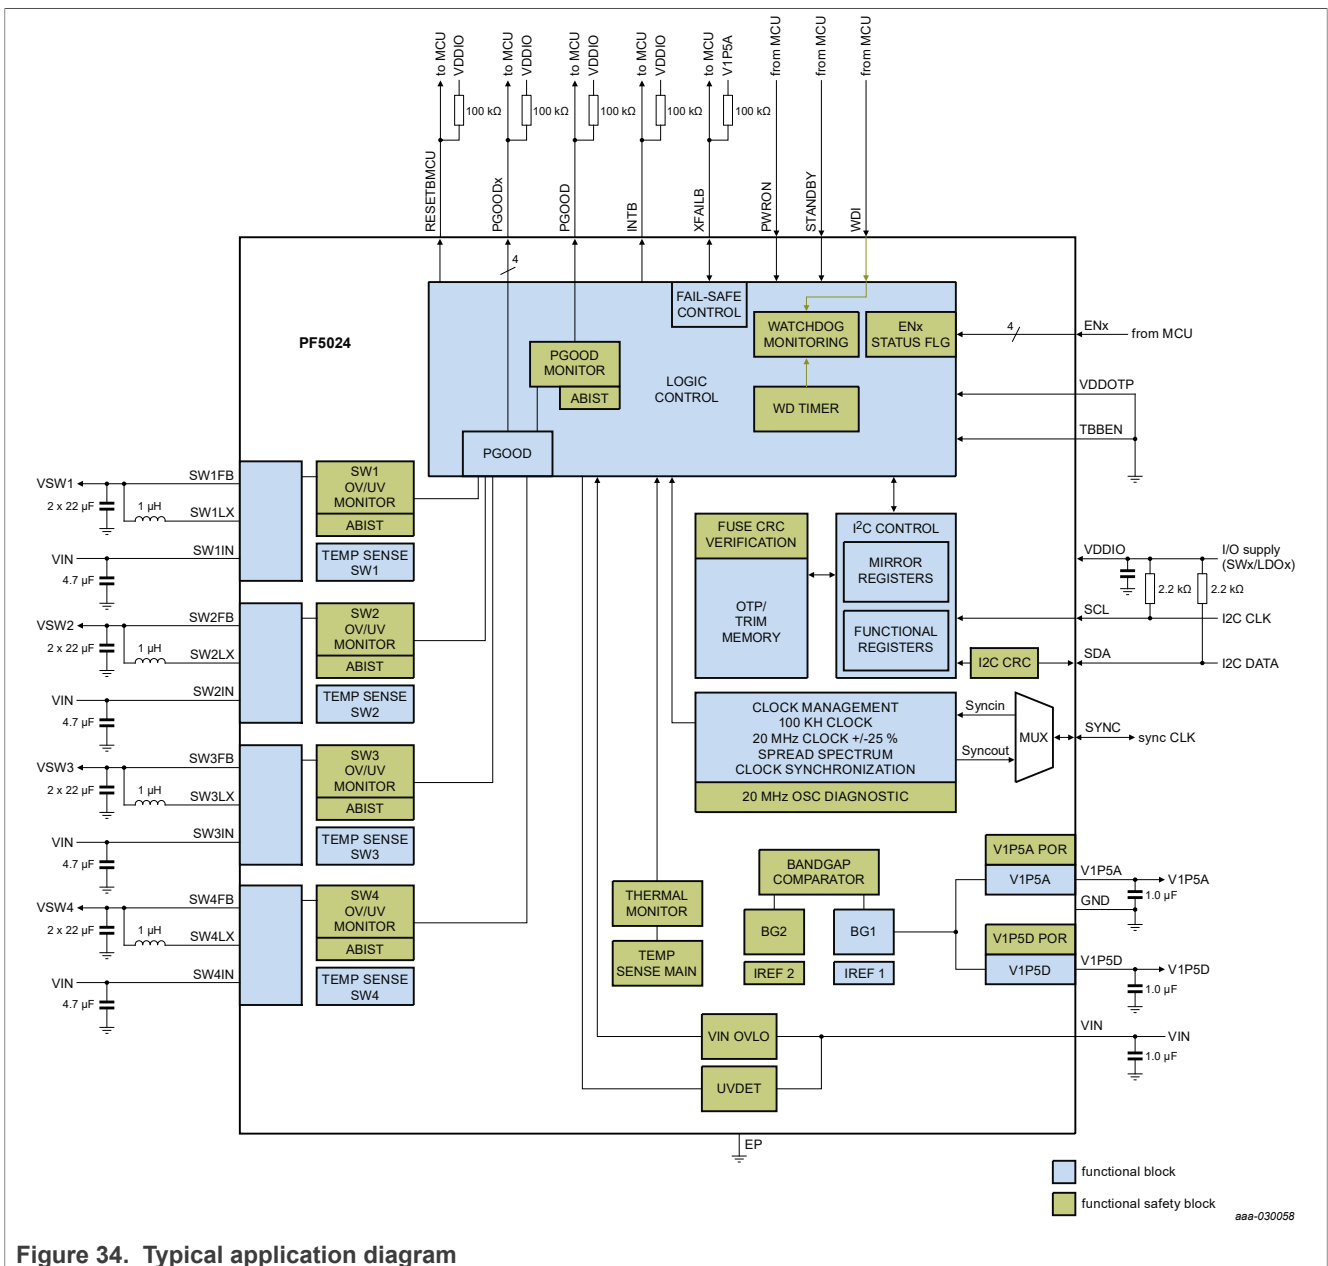 to MCU
VDDIO
to MCU
VDDIO
to MCU
VDDIO
to MCU
VDDIO
to MCU
V1P5A
from MCU
from MCU
from MCU
100 kΩ
100 kΩ
100 kΩ
100 kΩ
100 kΩ
RESETBMCU
PGOODx
PGOOD
INTB
XFAILB
PWRON
STANDBY
WDI
4
PF5024
FAIL-SAFE
CONTROL
WATCHDOG
MONITORING
ENx
STATUS FLG
4
ENx
from MCU
PGOOD
MONITOR
ABIST
LOGIC
CONTROL
WD TIMER
VDDOTP
TBBEN
PGOOD
VSW1
2 x 22 µF
1 µH
SW1FB
SW1LX
SW1IN
VIN
4.7 µF
SW1
OV/UV
MONITOR
ABIST
TEMP SENSE
SW1
VSW2
2 x 22 µF
1 µH
SW2FB
SW2LX
SW2IN
VIN
4.7 µF
SW2
OV/UV
MONITOR
ABIST
TEMP SENSE
SW2
VSW3
2 x 22 µF
1 µH
SW3FB
SW3LX
SW3IN
VIN
4.7 µF
SW3
OV/UV
MONITOR
ABIST
TEMP SENSE
SW3
VSW4
2 x 22 µF
1 µH
SW4FB
SW4LX
SW4IN
VIN
4.7 µF
SW4
OV/UV
MONITOR
ABIST
TEMP SENSE
SW4
FUSE CRC
VERIFICATION
OTP/
TRIM
MEMORY
I2C CONTROL
MIRROR
REGISTERS
FUNCTIONAL
REGISTERS
I2C CRC
VDDIO
I/O supply
(SWx/LDOx)
2.2 kΩ
2.2 kΩ
SCL
I2C CLK
SDA
I2C DATA
CLOCK MANAGEMENT
100 KH CLOCK
20 MHz CLOCK +/-25 %
SPREAD SPECTRUM
CLOCK SYNCHRONIZATION
20 MHz OSC DIAGNOSTIC
Syncin
Syncout
MUX
SYNC
sync CLK
THERMAL
MONITOR
TEMP
SENSE MAIN
BANDGAP
COMPARATOR
BG2
BG1
IREF 2
IREF 1
V1P5A POR
V1P5A
V1P5A
V1P5A
1.0 µF
GND
V1P5D POR
V1P5D
V1P5D
V1P5D
1.0 µF
VIN OVLO
UVDET
VIN
VIN
1.0 µF
EP
functional block
functional safety block
aaa-030058
Figure 34. Typical application diagram